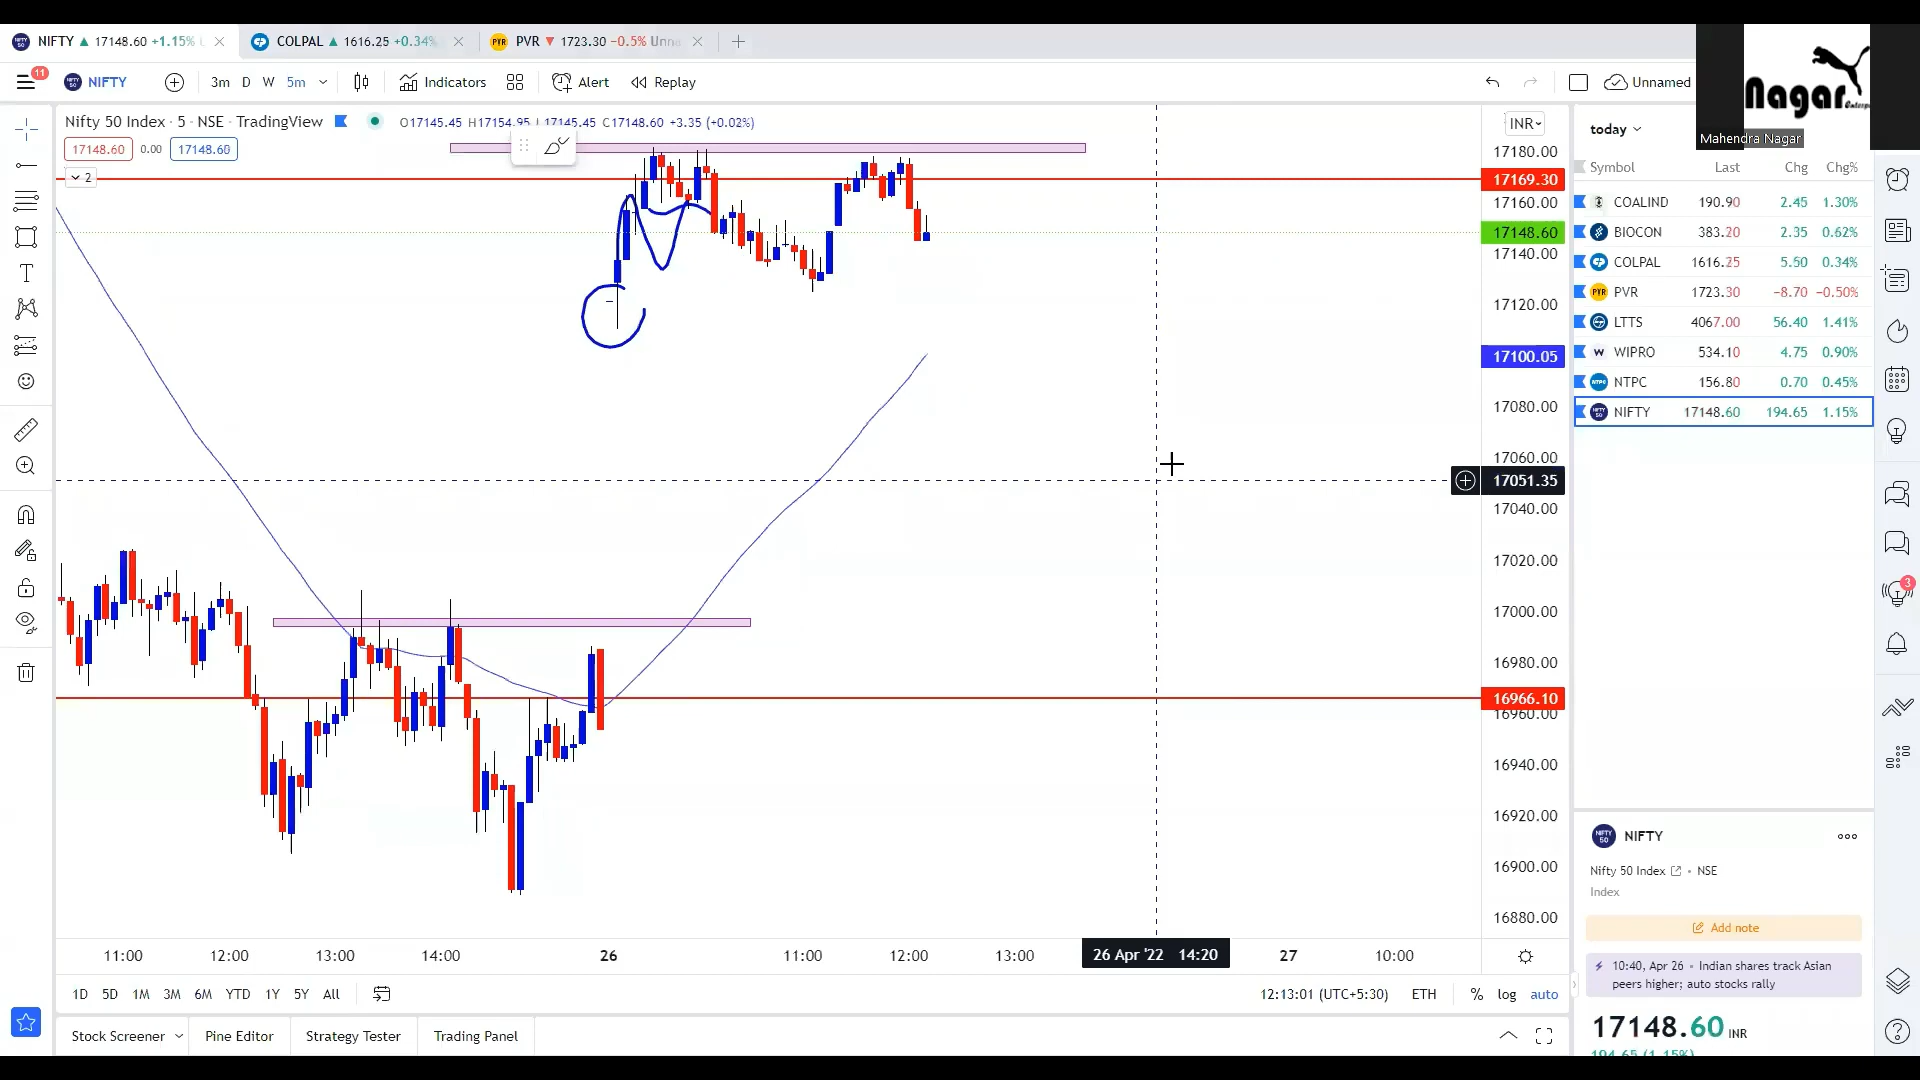 NIFTY ▲ 17148.60 +1.15%
COLPAL ▲ 1616.25 +0.34%
PVR ▼ 1723.30 −0.5% Unna
11
NIFTY
3m D W 5m
Indicators
Alert
Replay
Unnamed
Nagar
Mahendra Nagar
Nifty 50 Index · 5 · NSE · TradingView
O17145.45 H17154.95 L17145.45 C17148.60 +3.35 (+0.02%)
17148.60 0.00 17148.60
2
INR
17180.00
17169.30
17160.00
17148.60
17140.00
17120.00
17100.05
17080.00
17060.00
17051.35
17040.00
17020.00
17000.00
16980.00
16966.10
16960.00
16940.00
16920.00
16900.00
16880.00
11:00 12:00 13:00 14:00 26 11:00 12:00 13:00 26 Apr '22 14:20 27 10:00
1D 5D 1M 3M 6M YTD 1Y 5Y All
12:13:01 (UTC+5:30) ETH % log auto
Stock Screener Pine Editor Strategy Tester Trading Panel
today
Symbol Last Chg Chg%
COALIND 190.90 2.45 1.30%
BIOCON 383.20 2.35 0.62%
COLPAL 1616.25 5.50 0.34%
PVR 1723.30 −8.70 −0.50%
LTTS 4067.00 56.40 1.41%
WIPRO 534.10 4.75 0.90%
NTPC 156.80 0.70 0.45%
NIFTY 17148.60 194.65 1.15%
3
NIFTY
Nifty 50 Index • NSE
Index
Add note
10:40, Apr 26 • Indian shares track Asian
peers higher; auto stocks rally
17148.60 INR
194.65 (1.15%)